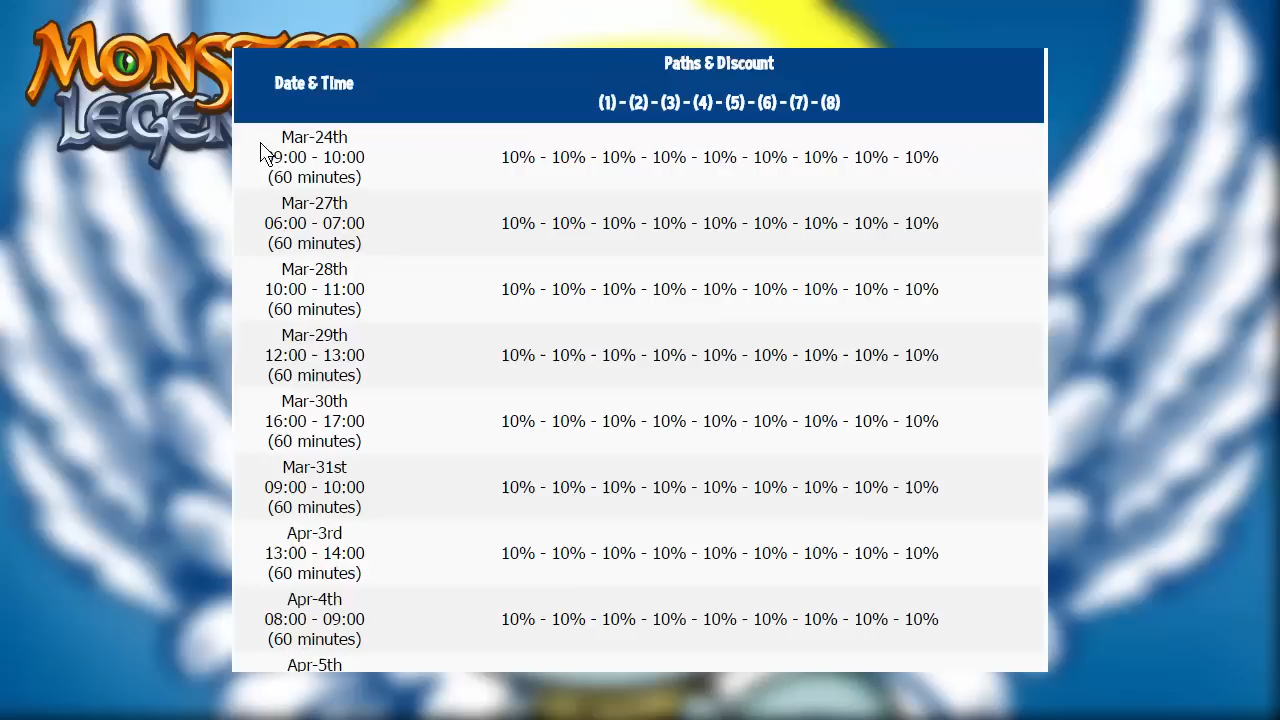 MONSTER
LEGEN
Date & Time
Paths & Discount
(1) - (2) - (3) - (4) - (5) - (6) - (7) - (8)
Mar-24th
09:00 - 10:00
(60 minutes)
10% - 10% - 10% - 10% - 10% - 10% - 10% - 10% - 10%
Mar-27th
06:00 - 07:00
(60 minutes)
10% - 10% - 10% - 10% - 10% - 10% - 10% - 10% - 10%
Mar-28th
10:00 - 11:00
(60 minutes)
10% - 10% - 10% - 10% - 10% - 10% - 10% - 10% - 10%
Mar-29th
12:00 - 13:00
(60 minutes)
10% - 10% - 10% - 10% - 10% - 10% - 10% - 10% - 10%
Mar-30th
16:00 - 17:00
(60 minutes)
10% - 10% - 10% - 10% - 10% - 10% - 10% - 10% - 10%
Mar-31st
09:00 - 10:00
(60 minutes)
10% - 10% - 10% - 10% - 10% - 10% - 10% - 10% - 10%
Apr-3rd
13:00 - 14:00
(60 minutes)
10% - 10% - 10% - 10% - 10% - 10% - 10% - 10% - 10%
Apr-4th
08:00 - 09:00
(60 minutes)
10% - 10% - 10% - 10% - 10% - 10% - 10% - 10% - 10%
Apr-5th